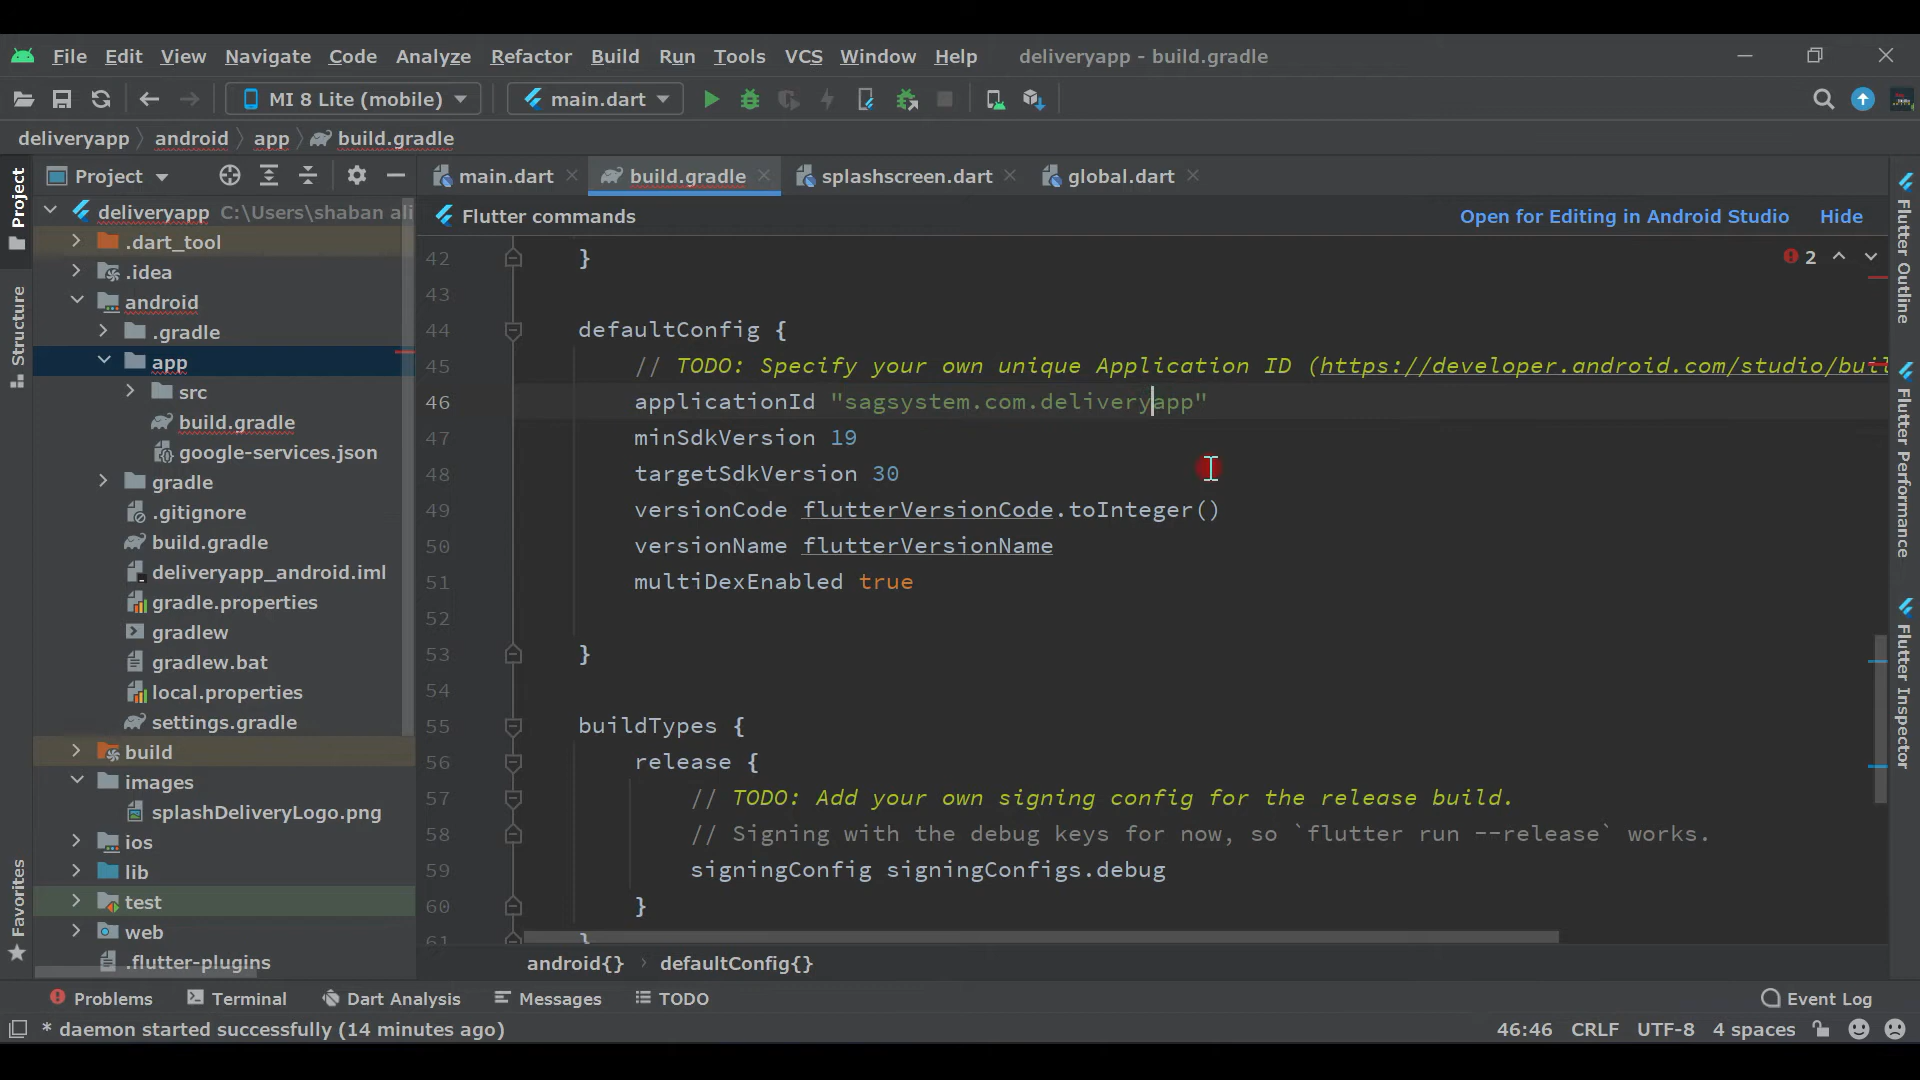 File Edit View Navigate Code Analyze Refactor Build Run Tools VCS Window Help deliveryapp - build.gradle
MI 8 Lite (mobile) main.dart
deliveryapp android app build.gradle
Project
main.dart build.gradle splashscreen.dart global.dart
Flutter commands Open for Editing in Android Studio Hide
deliveryapp C:\Users\shaban ali
.dart_tool
.idea
android
.gradle
app
src
build.gradle
google-services.json
gradle
.gitignore
build.gradle
deliveryapp_android.iml
gradle.properties
gradlew
gradlew.bat
local.properties
settings.gradle
build
images
splashDeliveryLogo.png
ios
lib
test
web
.flutter-plugins
2
42 }
43
44 defaultConfig {
45 // TODO: Specify your own unique Application ID (https://developer.android.com/studio/buil
46 applicationId "sagsystem.com.deliveryapp"
47 minSdkVersion 19
48 targetSdkVersion 30
49 versionCode flutterVersionCode.toInteger()
50 versionName flutterVersionName
51 multiDexEnabled true
52
53 }
54
55 buildTypes {
56 release {
57 // TODO: Add your own signing config for the release build.
58 // Signing with the debug keys for now, so `flutter run --release` works.
59 signingConfig signingConfigs.debug
60 }
61 }
android{} defaultConfig{}
Project
Structure
Favorites
Flutter Outline
Flutter Performance
Flutter Inspector
Problems Terminal Dart Analysis Messages TODO Event Log
* daemon started successfully (14 minutes ago) 46:46 CRLF UTF-8 4 spaces